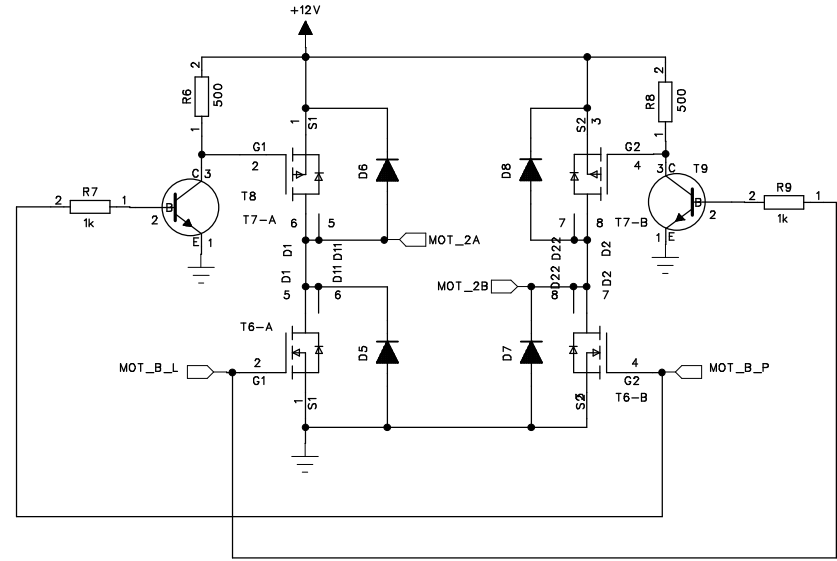 +12V
2
R6
500
1
2
R8
500
1
1
S1
S2
3
G1
2
D6
D8
G2
4
C
3
3
C
T9
2
R7
1
1k
B
2
E
1
T8
T7-A
6
5
7
8
T7-B
B
2
1
E
2
R9
1
1k
D1
D11
MOT_2A
D22
D2
D1
D11
MOT_2B
D22
D2
5
6
8
7
T6-A
MOT_B_L
2
G1
D5
D7
4
G2
MOT_B_P
1
S1
S2
T6-B